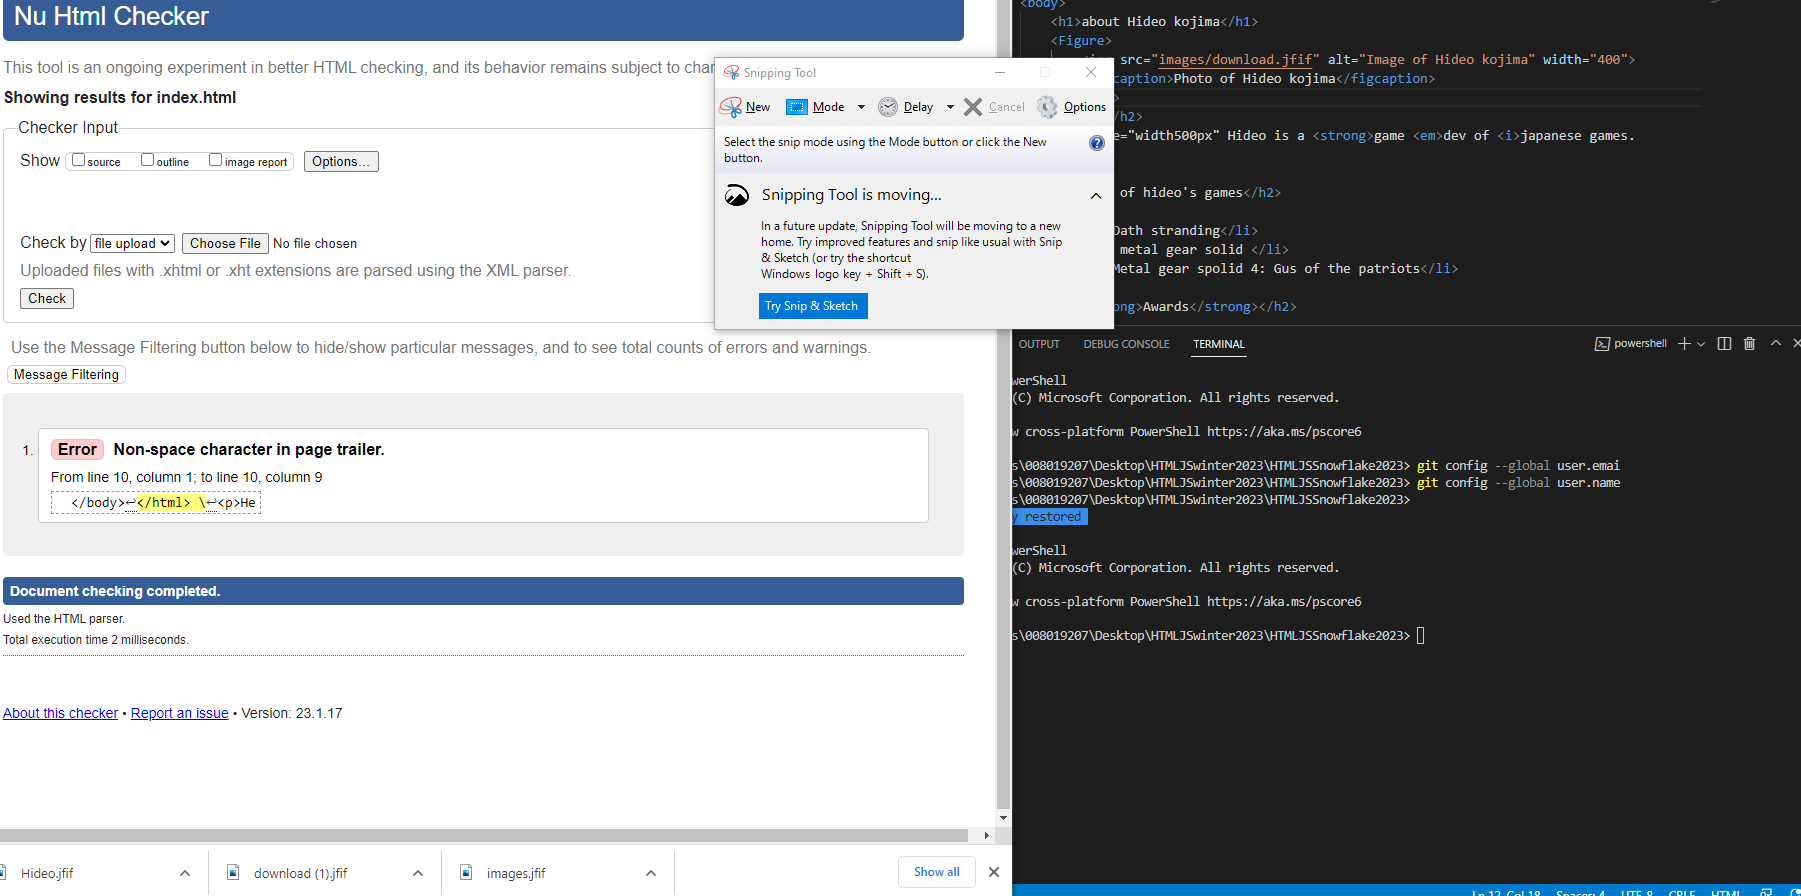 Nu Html Checker
This tool is an ongoing experiment in better HTML checking, and its behavior remains subject to char
Showing results for index.html
Checker Input
Show source outline image report Options...
Check by file upload Choose File No file chosen
Uploaded files with .xhtml or .xht extensions are parsed using the XML parser.
Check
Use the Message Filtering button below to hide/show particular messages, and to see total counts of errors and warnings.
Message Filtering
1. Error Non-space character in page trailer.
From line 10, column 1; to line 10, column 9
</body>↩</html> \↩<p>He
Document checking completed.
Used the HTML parser.
Total execution time 2 milliseconds.
About this checker • Report an issue • Version: 23.1.17
Hideo.jfif
download (1).jfif
images.jfif
Show all
Snipping Tool
New Mode Delay Cancel Options
Select the snip mode using the Mode button or click the New
button.
Snipping Tool is moving...
In a future update, Snipping Tool will be moving to a new
home. Try improved features and snip like usual with Snip
& Sketch (or try the shortcut
Windows logo key + Shift + S).
Try Snip & Sketch
<body>
<h1>about Hideo kojima</h1>
<Figure>
src="images/download.jfif" alt="Image of Hideo kojima" width="400">
caption>Photo of Hideo kojima</figcaption>
>
/h2>
e="width500px" Hideo is a <strong>game <em>dev of <i>japanese games.
of hideo's games</h2>
Dath stranding</li>
metal gear solid </li>
Metal gear spolid 4: Gus of the patriots</li>
ong>Awards</strong></h2>
OUTPUT DEBUG CONSOLE TERMINAL powershell
werShell
(C) Microsoft Corporation. All rights reserved.
w cross-platform PowerShell https://aka.ms/pscore6
s\008019207\Desktop\HTMLJSwinter2023\HTMLJSSnowflake2023> git config --global user.emai
s\008019207\Desktop\HTMLJSwinter2023\HTMLJSSnowflake2023> git config --global user.name
s\008019207\Desktop\HTMLJSwinter2023\HTMLJSSnowflake2023>
y restored
werShell
(C) Microsoft Corporation. All rights reserved.
w cross-platform PowerShell https://aka.ms/pscore6
s\008019207\Desktop\HTMLJSwinter2023\HTMLJSSnowflake2023>
Ln 12, Col 18 Spaces: 4 UTF-8 CRLF HTML